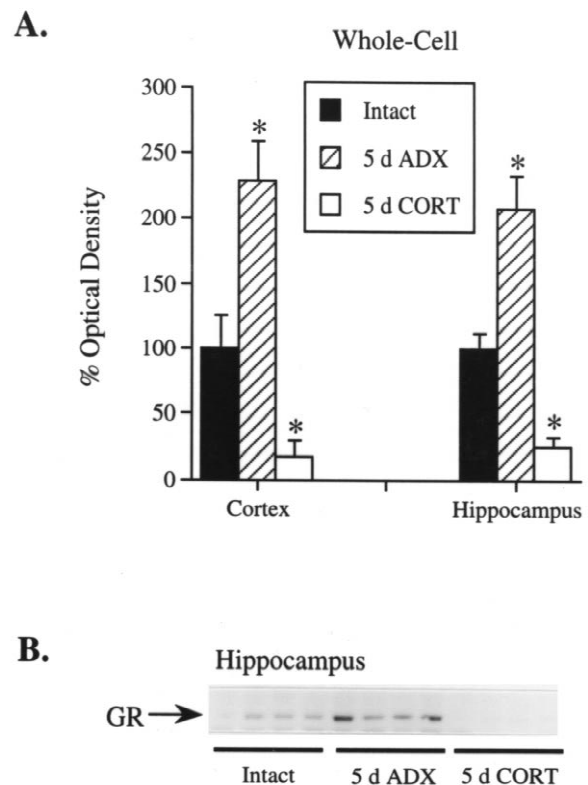 A.
Whole-Cell
% Optical Density
300
250
200
150
100
50
0
Intact
5 d ADX
5 d CORT
*
*
*
*
Cortex
Hippocampus
B.
Hippocampus
GR
Intact
5 d ADX
5 d CORT